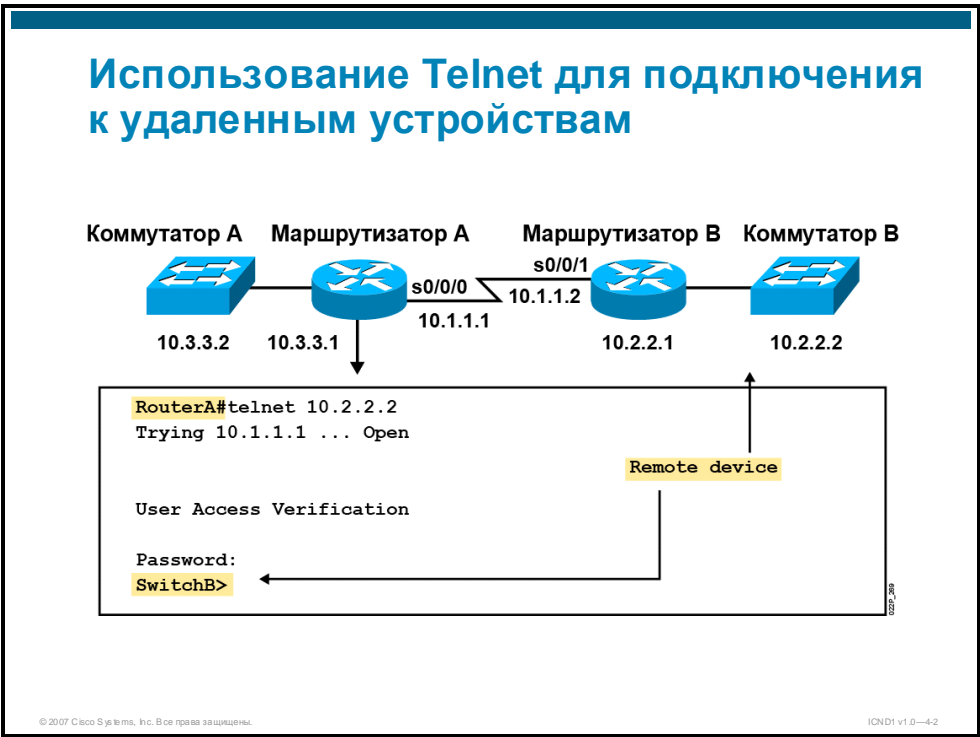 Использование Telnet для подключения
к удаленным устройствам
Коммутатор А Маршрутизатор А Маршрутизатор В Коммутатор В
s0/0/1
s0/0/0
10.1.1.2
10.1.1.1
10.3.3.2 10.3.3.1 10.2.2.1 10.2.2.2
RouterA#telnet 10.2.2.2
Trying 10.1.1.1 ... Open
Remote device
User Access Verification
Password:
SwitchB>
022P_269
© 2007 Cisco Systems, Inc. Все права защищены. ICND1 v1.0—4-2